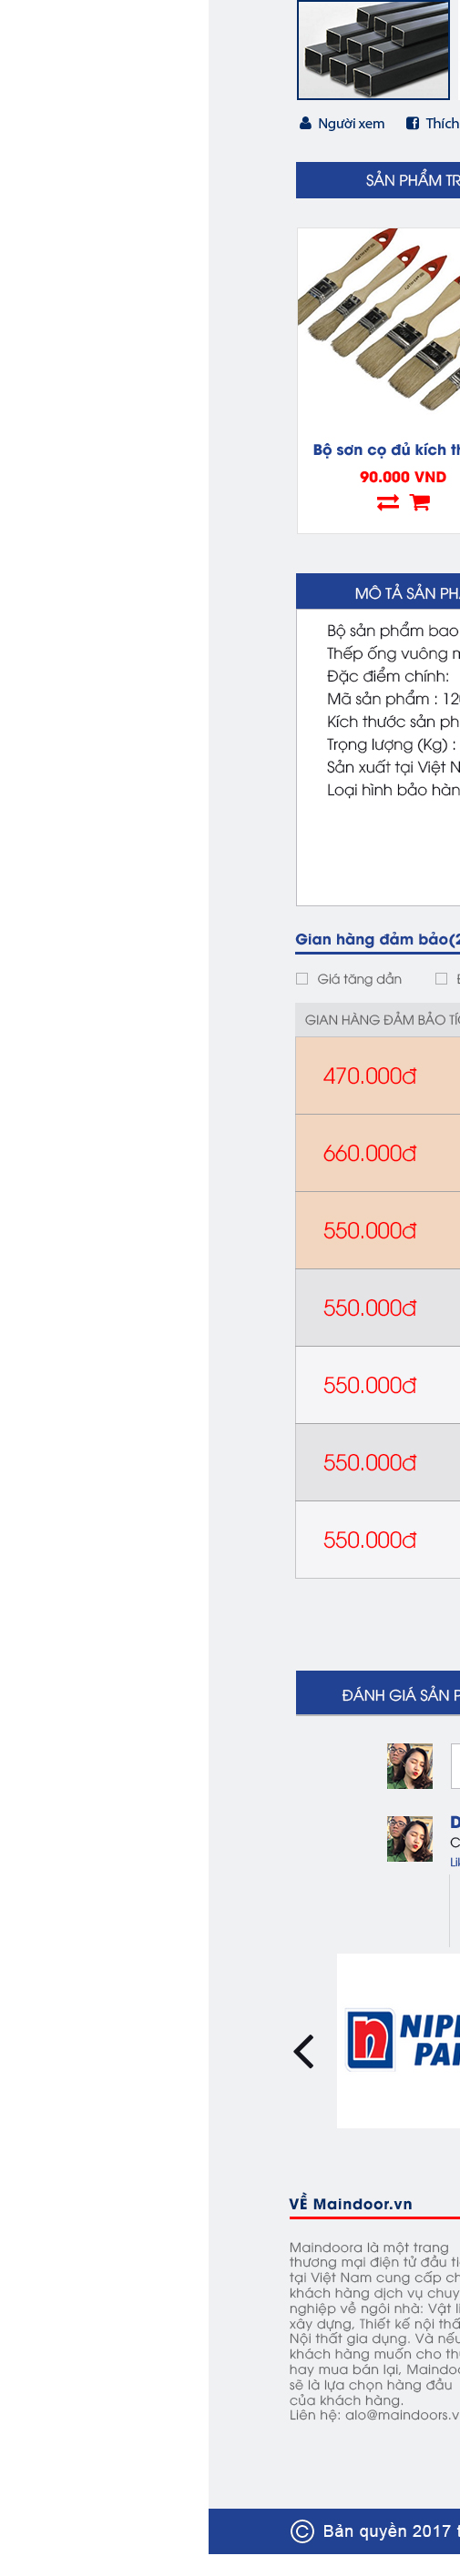 Người xem Thích
SẢN PHẨM TR
Bộ sơn cọ đủ kích th
90.000 VND
MÔ TẢ SẢN PH
Bộ sản phẩm bao
Thếp ống vuông m
Đặc điểm chính:
Mã sản phẩm : 12
Kích thước sản ph
Trọng lượng (Kg) :
Sản xuất tại Việt N
Loại hình bảo hàn
Gian hàng đảm bảo(2
Giá tăng dần
GIAN HÀNG ĐẢM BẢO TÍ
470.000đ
660.000đ
550.000đ
550.000đ
550.000đ
550.000đ
550.000đ
ĐÁNH GIÁ SẢN P
D
C
Li
n NIP
PA
VỀ Maindoor.vn
Maindoora là một trang
thương mại điện tử đầu ti
tại Việt Nam cung cấp ch
khách hàng dịch vụ chuy
nghiệp về ngôi nhà: Vật l
xây dựng, Thiết kế nội thấ
Nội thất gia dụng. Và nếu
khách hàng muốn cho th
hay mua bán lại, Maindo
sẽ là lựa chọn hàng đầu
của khách hàng.
Liên hệ: alo@maindoors.v
© Bản quyền 2017 t